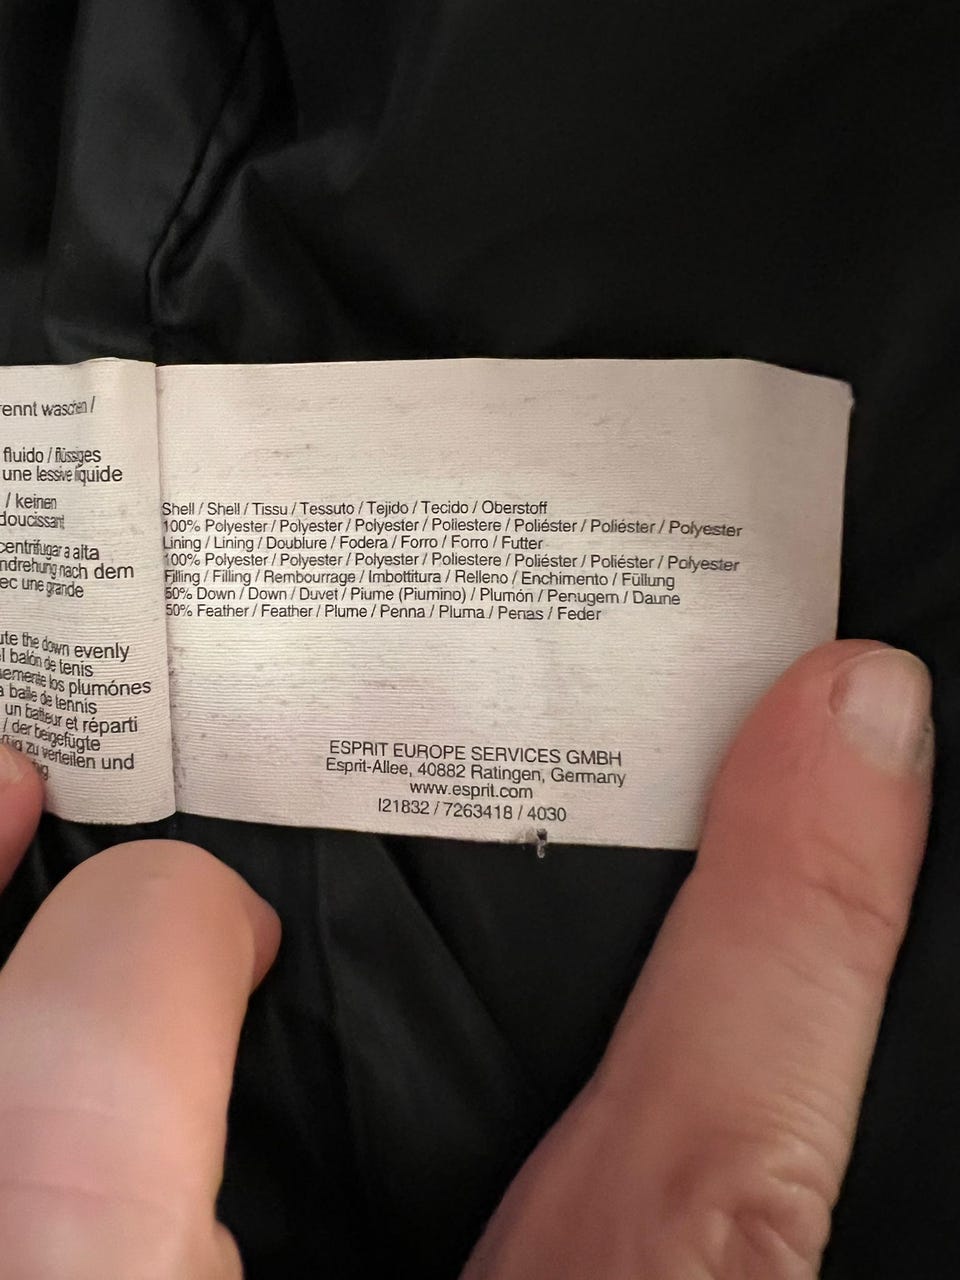 rennt waschen /
fluido / flüssiges
une lessive liquide
/ keinen
doucissant
centrifugar a alta
ndrehung nach dem
ec une grande
ute the down evenly
l balón de tenis
semente los plumónes
a balle de tennis
un batteur et réparti
/ der beigefügte
zu verteilen und
Shell / Shell / Tissu / Tessuto / Tejido / Tecido / Oberstoff
100% Polyester / Polyester / Polyester / Poliestere / Poliéster / Poliéster / Polyester
Lining / Lining / Doublure / Fodera / Forro / Forro / Futter
100% Polyester / Polyester / Polyester / Poliestere / Poliéster / Poliéster / Polyester
Filling / Filling / Rembourrage / Imbottitura / Relleno / Enchimento / Füllung
50% Down / Down / Duvet / Piume (Piumino) / Plumón / Penugem / Daune
50% Feather / Feather / Plume / Penna / Pluma / Penas / Feder
ESPRIT EUROPE SERVICES GMBH
Esprit-Allee, 40882 Ratingen, Germany
www.esprit.com
I21832 / 7263418 / 4030